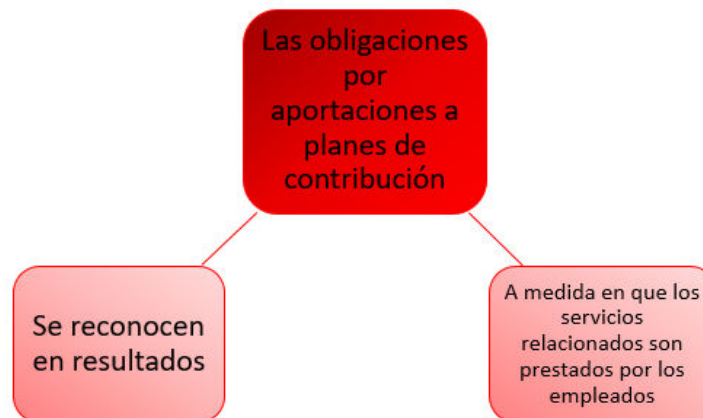 Las obligaciones
por
aportaciones a
planes de
contribución
Se reconocen
en resultados
A medida en que los
servicios
relacionados son
prestados por los
empleados